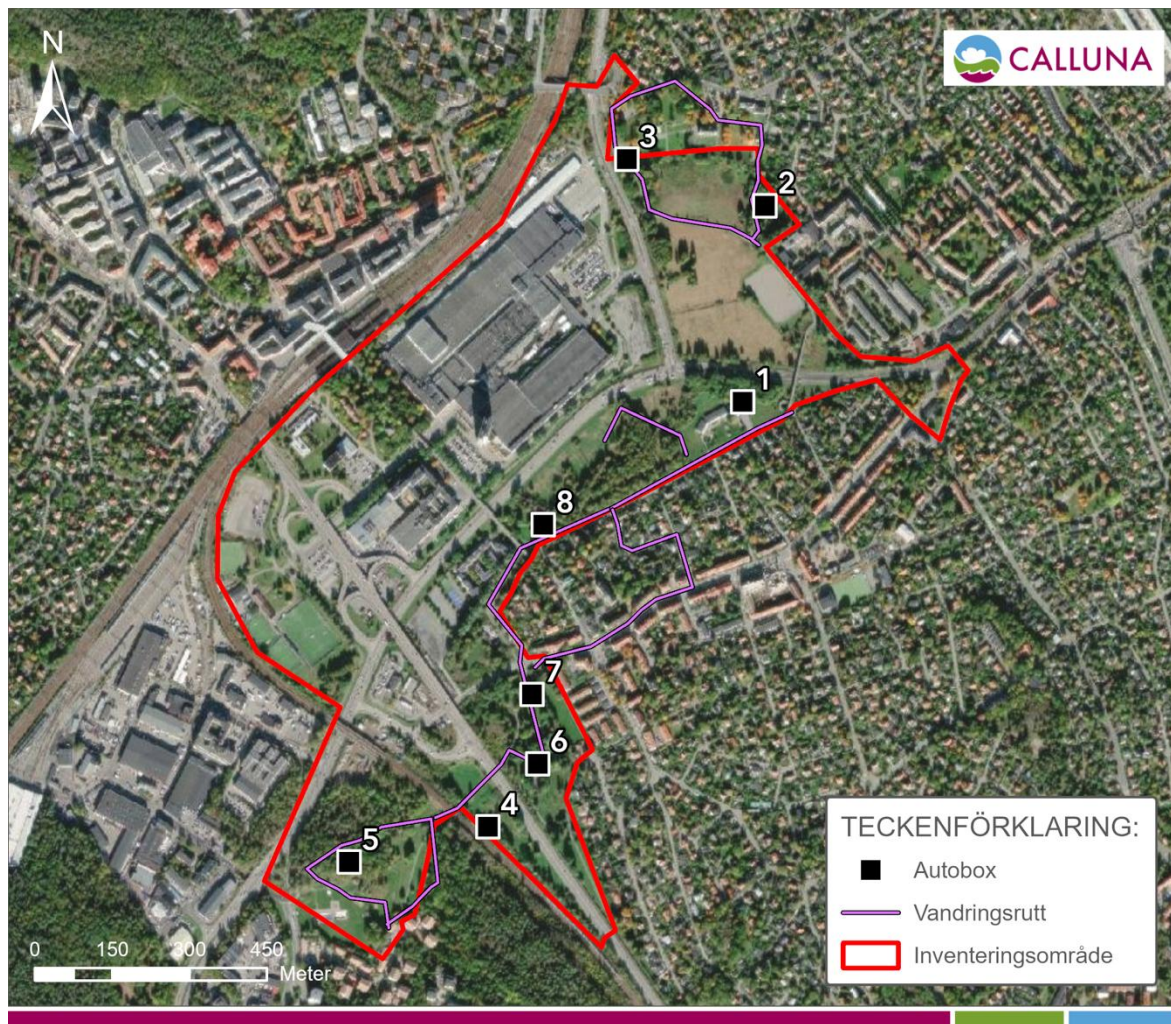 N
CALLUNA
3
2
1
8
7
6
4
5
TECKENFÖRKLARING:
Autobox
Vandringsrutt
Inventeringsområde
0 150 300 450
Meter